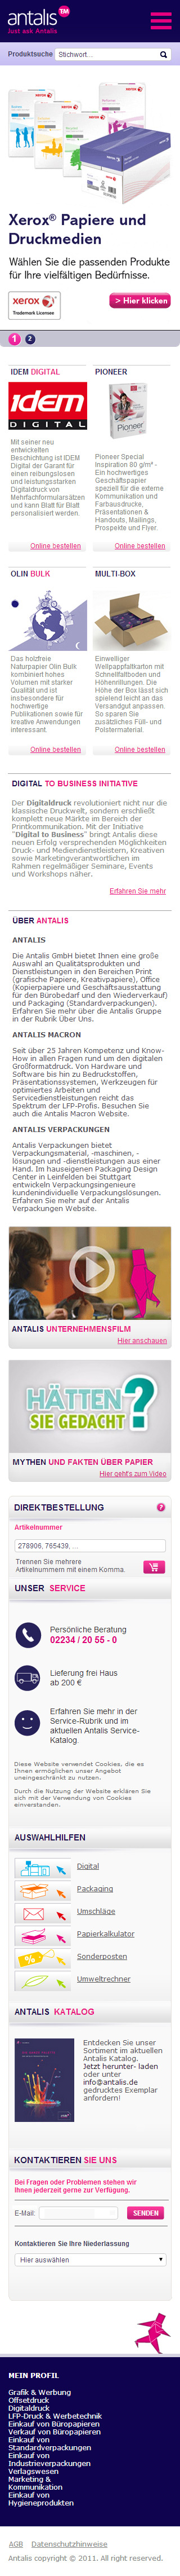 antalis™
Just ask Antalis
Produktsuche
Stichwort....
Xerox® Papiere und
Druckmedien
Wählen Sie die passenden Produkte
für Ihre vielfältigen Bedürfnisse.
xerox
Trademark Licensee
> Hier klicken
1 2
IDEM DIGITAL
idem
DIGITAL
Mit seiner neu
entwickelten
Beschichtung ist IDEM
Digital der Garant für
einen reibungslosen
und leistungsstarken
Digitaldruck von
Mehrfachformularsätzen
und kann Blatt für Blatt
personalisiert werden.
Online bestellen
PIONEER
Pioneer
Pioneer Special
Inspiration 80 g/m² -
Ein hochwertiges
Geschäftspapier
speziell für die externe
Kommunikation und
Farbausdrucke,
Präsentationen &
Handouts, Mailings,
Prospekte und Flyer.
Online bestellen
OLIN BULK
Das holzfreie
Naturpapier Olin Bulk
kombiniert hohes
Volumen mit starker
Qualität und ist
insbesondere für
hochwertige
Publikationen sowie für
kreative Anwendungen
interessant.
Online bestellen
MULTI-BOX
Einwelliger
Wellpappfaltkarton mit
Schnellfaltboden und
Höhenrillungen. Die
Höhe der Box lässt sich
spielend leicht an das
Versandgut anpassen.
So sparen Sie
zusätzliches Füll- und
Polstermaterial.
Online bestellen
DIGITAL TO BUSINESS INITIATIVE
Der Digitaldruck revolutioniert nicht nur die
klassische Druckwelt, sondern erschließt
komplett neue Märkte im Bereich der
Printkommunikation. Mit der Initiative
"Digital to Business" bringt Antalis diese
neuen Erfolg versprechenden Möglichkeiten
Druck- und Mediendienstleistern, Kreativen
sowie Marketingverantwortlichen im
Rahmen regelmäßiger Seminare, Events
und Workshops näher.
Erfahren Sie mehr
ÜBER ANTALIS
ANTALIS
Die Antalis GmbH bietet Ihnen eine große
Auswahl an Qualitätsprodukten und
Dienstleistungen in den Bereichen Print
(grafische Papiere, Kreativpapiere), Office
(Kopierpapiere und Geschäftsausstattung
für den Bürobedarf und den Wiederverkauf)
und Packaging (Stac (Verpackungen).
Erfahren Sie mehr über die Antalis Gruppe
in der Rubrik Über Uns.
ANTALIS MACRON
Seit über 25 Jahren Kompetenz und Know-
How in allen Fragen rund um den digitalen
Großformatdruck. Von Hardware und
Software bis hin zu Bedruckstoffen,
Präsentationssystemen, Werkzeugen für
optimiertes Arbeiten und
Servicedienstleistungen reicht das
Spektrum der LFP-Profis. Besuchen Sie
auch die Antalis Macron Website.
ANTALIS VERPACKUNGEN
Antalis Verpackungen bietet
Verpackungsmaterial, -maschinen, -
lösungen und -dienstleistungen aus einer
Hand. Im hauseigenen Packaging Design
Center in Leinfelden bei Stuttgart
entwickeln Verpackungsingenieure
kundenindividuelle Verpackungslösungen.
Erfahren Sie mehr auf der Antalis
Verpackungen Website.
ANTALIS UNTERNEHMENSFILM
Hier anschauen
HÄTTEN
SIE GEDACHT?
MYTHEN UND FAKTEN ÜBER PAPIER
Hier geht's zum Video
DIREKTBESTELLUNG
?
Artikelnummer
278906, 765439, ...
Trennen Sie mehrere
Artikelnummern mit einem Komma.
UNSER SERVICE
Persönliche Beratung
02234 / 20 55 - 0
Lieferung frei Haus
ab 200 €
Erfahren Sie mehr in der
Service-Rubrik und im
aktuellen Antalis Service-
Katalog.
Diese Website verwendet Cookies, die es
Ihnen ermöglichen unser Angebot
uneingeschränkt zu nutzen.
Durch die Nutzung der Website erklären Sie
sich mit der Verwendung von Cookies
einverstanden.
AUSWAHLHILFEN
Digital
Packaging
Umschläge
Papierkalkulator
%
Sonderposten
Umweltrechner
ANTALIS KATALOG
Entdecken Sie unser
Sortiment im aktuellen
Antalis Katalog.
Jetzt herunter- laden
oder unter
info@antalis.de
gedrucktes Exemplar
anfordern!
KONTAKTIEREN SIE UNS
Bei Fragen oder Problemen stehen wir
Ihnen jederzeit gerne zur Verfügung.
E-Mail:
SENDEN
Kontaktieren Sie Ihre Niederlassung
Hier auswählen
MEIN PROFIL
Grafik & Werbung
Offsetdruck
Digitaldruck
LFP-Druck & Werbetechnik
Einkauf von Büropapieren
Verkauf von Büropapieren
Einkauf von
Standardverpackungen
Einkauf von
Industrieverpackungen
Verlagswesen
Marketing &
Kommunikation
Einkauf von
Hygieneprodukten
AGB Datenschutzhinweise
Antalis copyright © 2011. All right reserved.